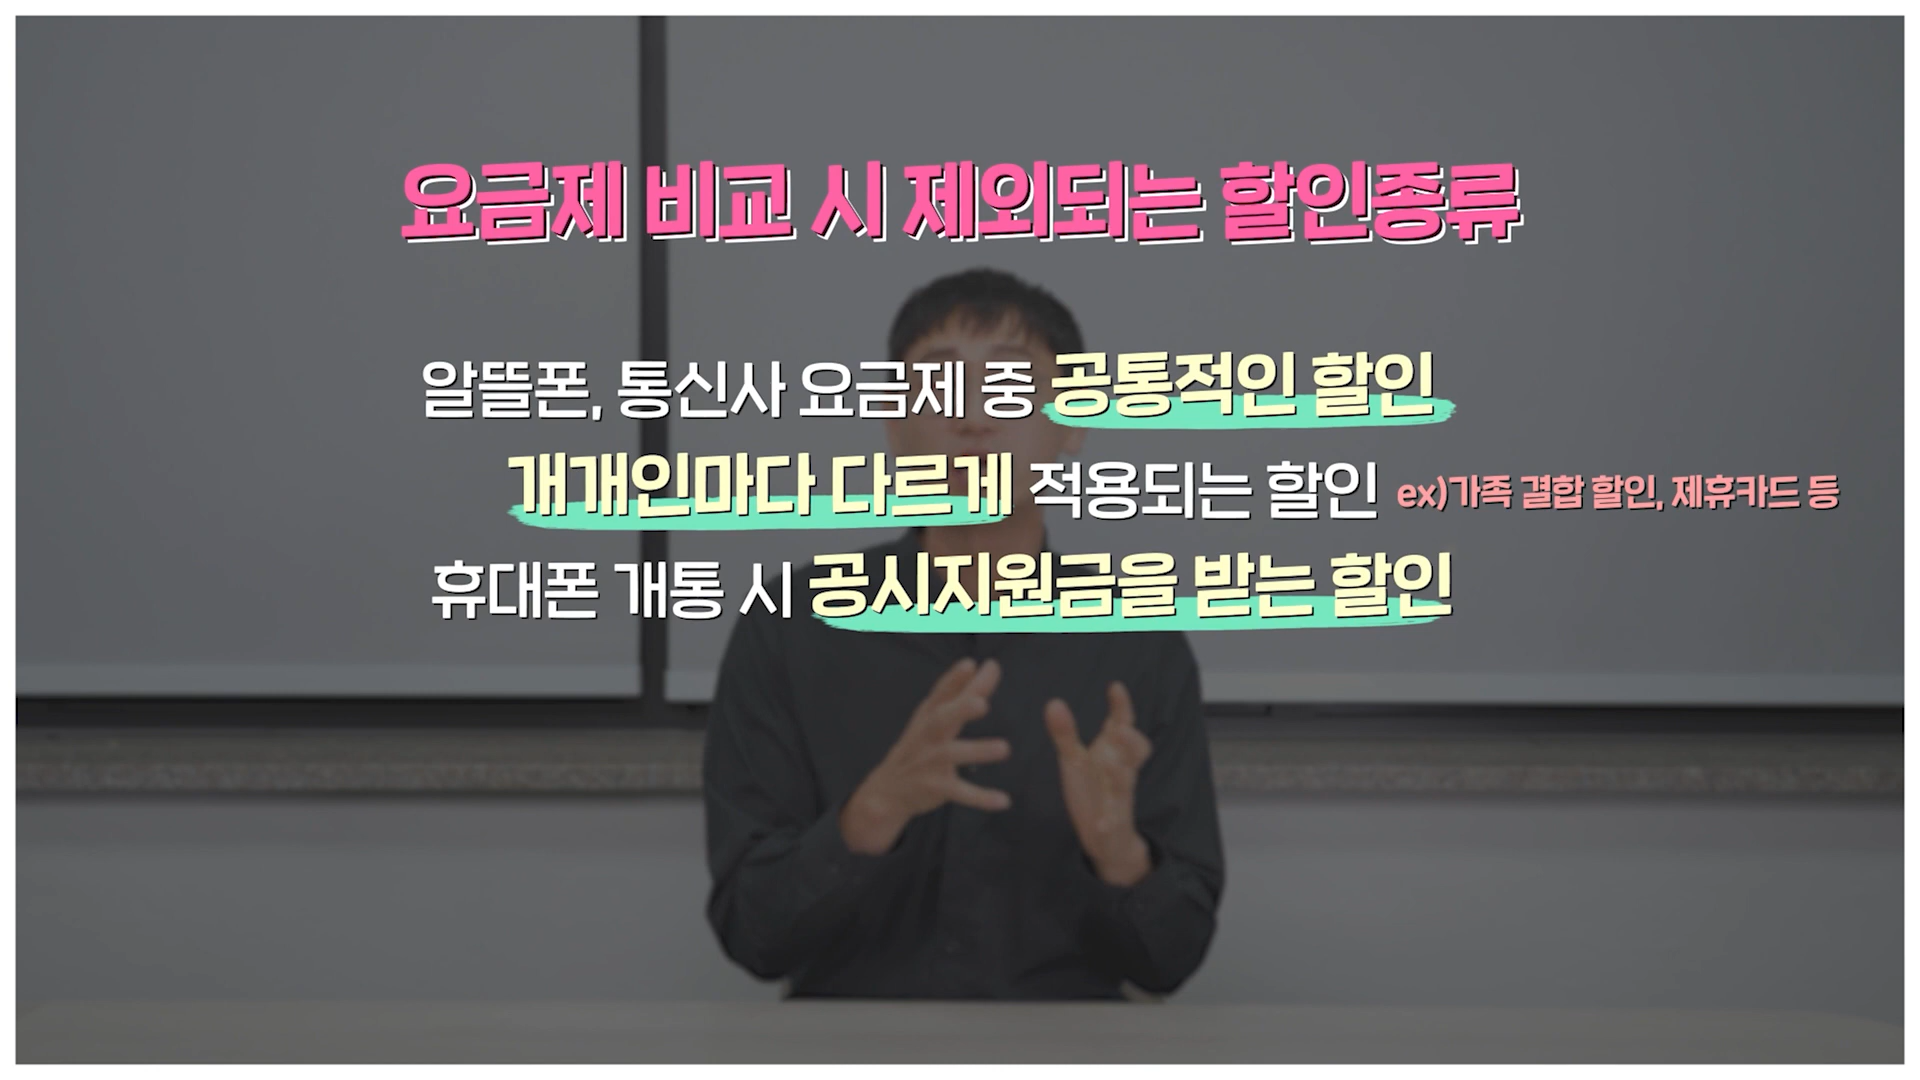 요금제 비교 시 제외되는 할인종류
알뜰폰, 통신사 요금제 중 공통적인 할인
개개인마다 다르게 적용되는 할인 ex)가족 결합 할인, 제휴카드 등
휴대폰 개통 시 공시지원금을 받는 할인